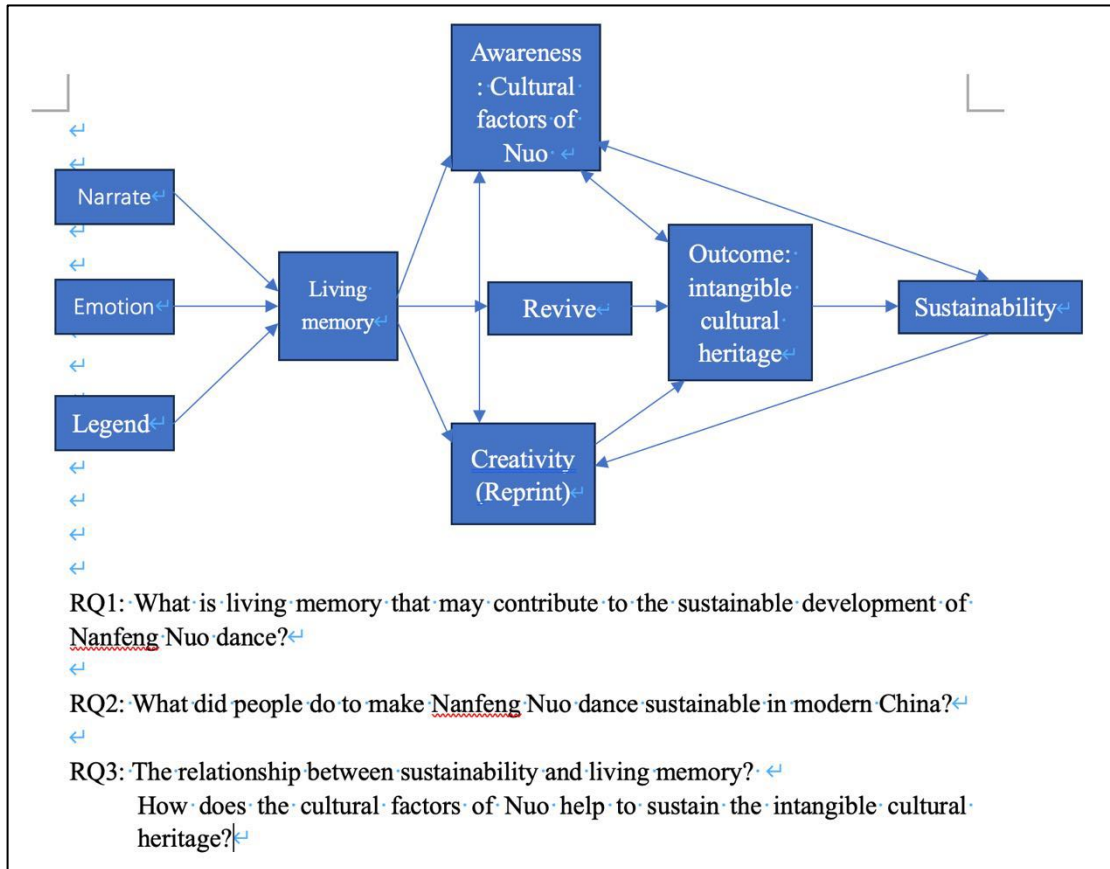 Awareness
: Cultural
factors of
Nuo
Narrate
Emotion
Legend
Living
memory
Revive
Creativity
(Reprint)
Outcome:
intangible
cultural
heritage
Sustainability
RQ1: What is living memory that may contribute to the sustainable development of
Nanfeng Nuo dance?
RQ2: What did people do to make Nanfeng Nuo dance sustainable in modern China?
RQ3: The relationship between sustainability and living memory?
How does the cultural factors of Nuo help to sustain the intangible cultural
heritage?